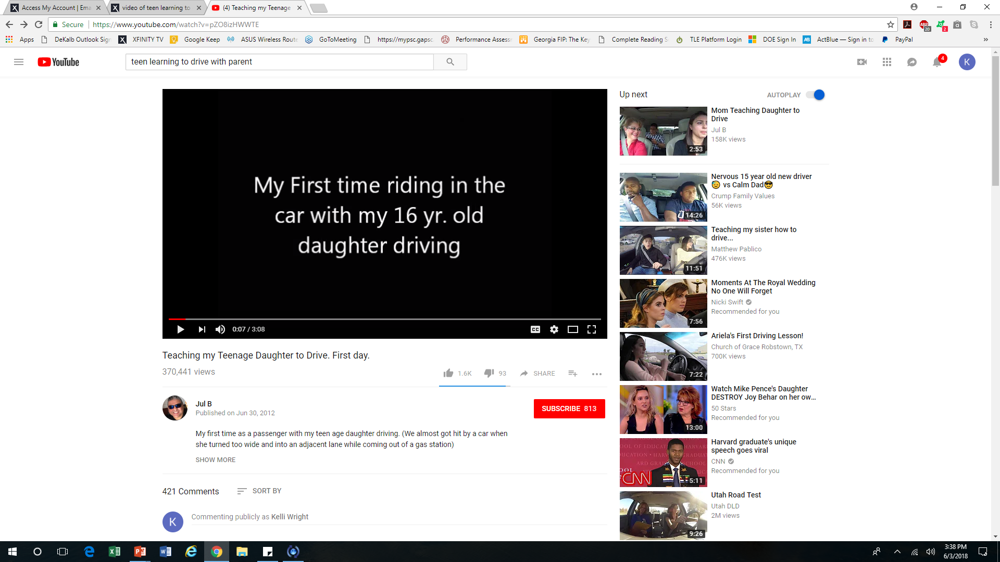 Access My Account | Ema
video of teen learning to
(4) Teaching my Teenage
Secure
https://www.youtube.com/watch?v=pZO8izHWWTE
ABP
20
2
Apps
DeKalb Outlook Sign
XFINITY TV
Google Keep
ASUS Wireless Route
GoToMeeting
https://mypsc.gapsc.
Performance Assess
Georgia FIP: The Key
Complete Reading S
TLE Platform Login
DOE Sign In
ActBlue — Sign in to
PayPal
»
YouTube
teen learning to drive with parent
4
K
My First time riding in the
car with my 16 yr. old
daughter driving
0:07 / 3:08
CC
Teaching my Teenage Daughter to Drive. First day.
370,441 views
1.6K
93
SHARE
Jul B
Published on Jun 30, 2012
SUBSCRIBE 813
My first time as a passenger with my teen age daughter driving. (We almost got hit by a car when
she turned too wide and into an adjacent lane while coming out of a gas station)
SHOW MORE
421 Comments
SORT BY
K
Commenting publicly as Kelli Wright
Up next
AUTOPLAY
Mom Teaching Daughter to
Drive
Jul B
158K views
2:53
Nervous 15 year old new driver
😓 vs Calm Dad😎
Crump Family Values
56K views
14:26
Teaching my sister how to
drive...
Matthew Pablico
476K views
11:51
Moments At The Royal Wedding
No One Will Forget
Nicki Swift
Recommended for you
7:56
Ariela's First Driving Lesson!
Church of Grace Robstown, TX
700K views
7:22
Watch Mike Pence's Daughter
DESTROY Joy Behar on her ow...
50 Stars
Recommended for you
13:00
Harvard graduate's unique
speech goes viral
CNN
Recommended for you
CNN
5:11
Utah Road Test
Utah DLD
2M views
9:26
3:38 PM
6/3/2018